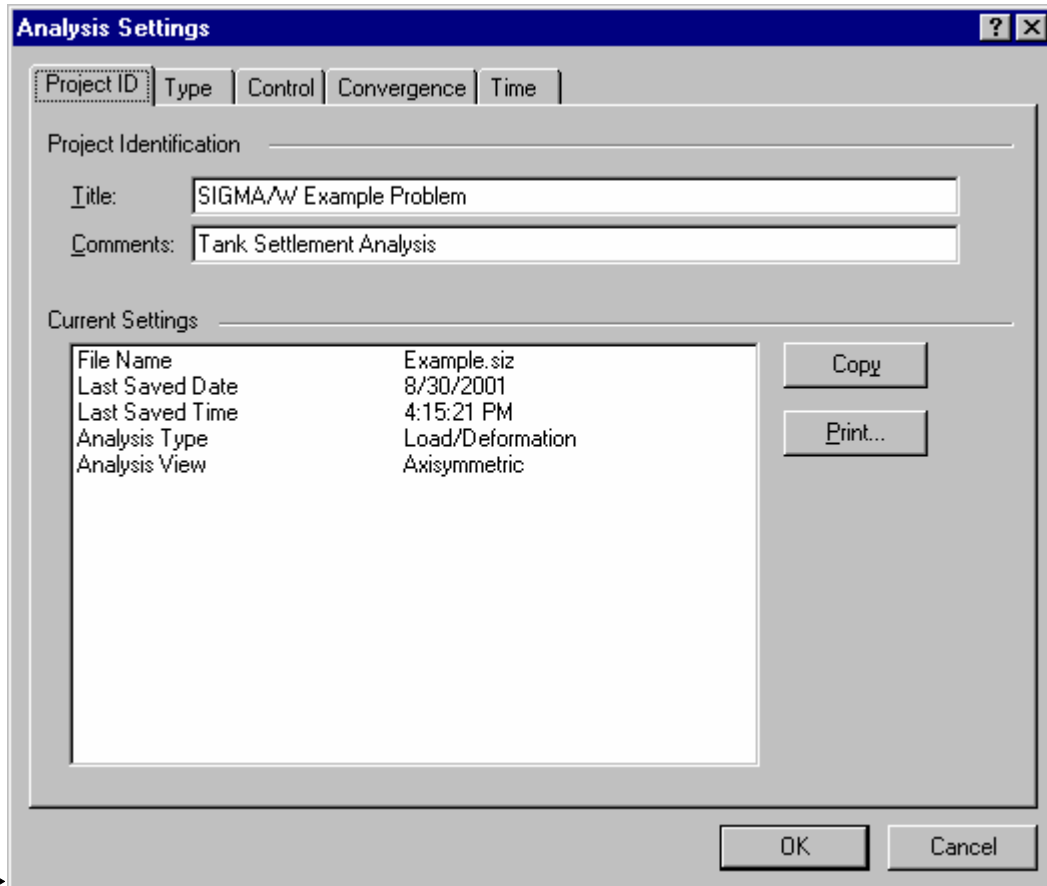 Analysis Settings
Project ID Type Control Convergence Time
Project Identification
Title: SIGMA/W Example Problem
Comments: Tank Settlement Analysis
Current Settings
File Name Example.siz
Last Saved Date 8/30/2001
Last Saved Time 4:15:21 PM
Analysis Type Load/Deformation
Analysis View Axisymmetric
Copy
Print...
OK Cancel